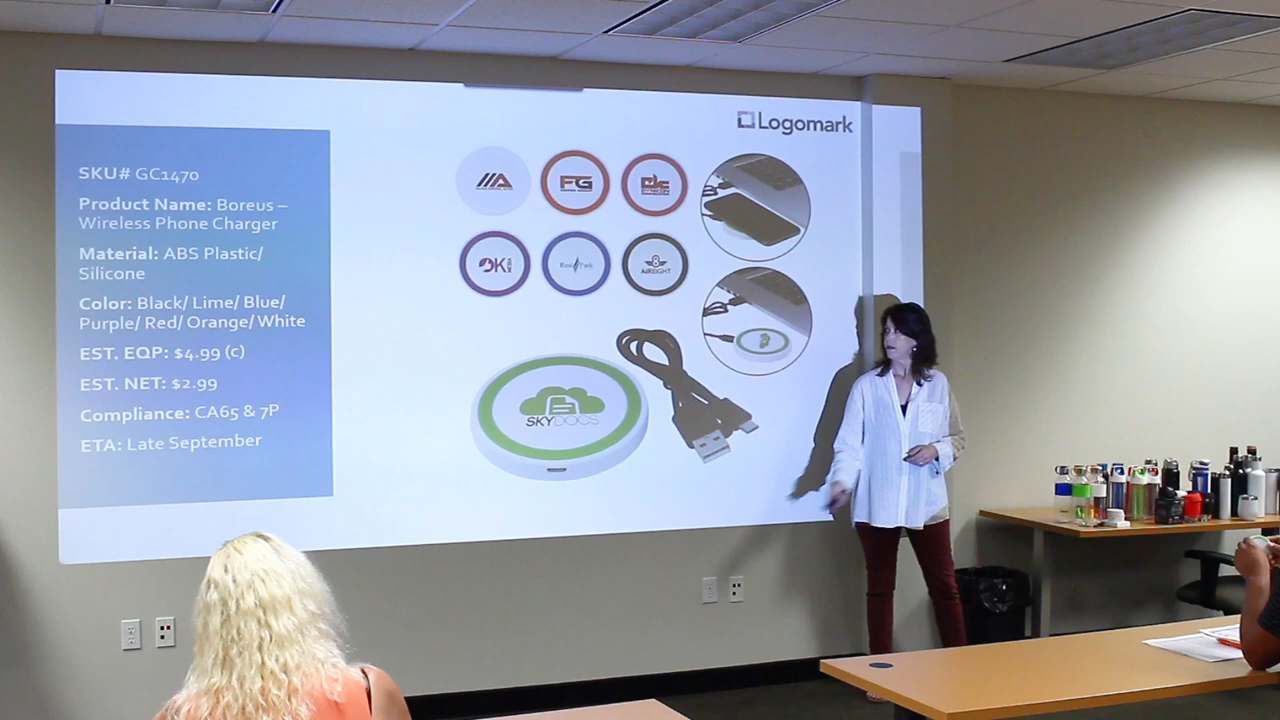 Logomark
SKU# GC1470
Product Name: Boreus –
Wireless Phone Charger
Material: ABS Plastic/
Silicone
Color: Black/ Lime/ Blue/
Purple/ Red/ Orange/ White
EST. EQP: $4.99 (c)
EST. NET: $2.99
Compliance: CA65 & 7P
ETA: Late September
FG
OK
MEDIA
AIREIGHT
SKYDOCS